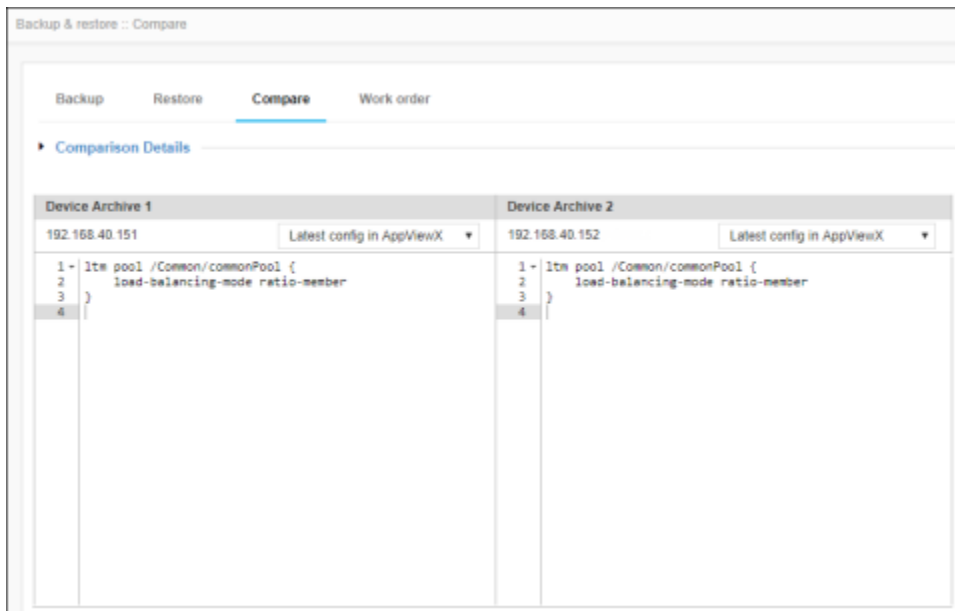 Backup & restore :: Compare
Backup Restore Compare Work order
Comparison Details
Device Archive 1 Device Archive 2
192.168.40.151 Latest config in AppViewX 192.168.40.152 Latest config in AppViewX
1 ltm pool /Common/commonPool {
2 load-balancing-mode ratio-member
3 }
4
1 ltm pool /Common/commonPool {
2 load-balancing-mode ratio-member
3 }
4